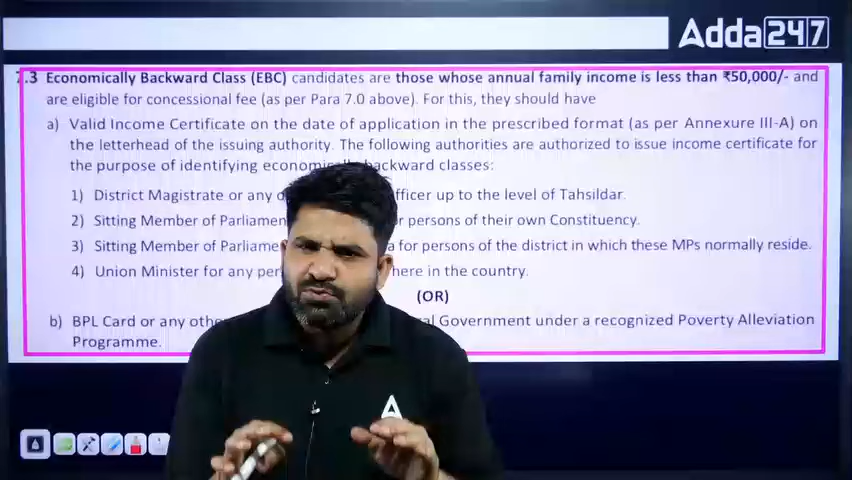 Adda 247
7.3 Economically Backward Class (EBC) candidates are those whose annual family income is less than ₹50,000/- and
are eligible for concessional fee (as per Para 7.0 above). For this, they should have
a) Valid Income Certificate on the date of application in the prescribed format (as per Annexure III-A) on
the letterhead of the issuing authority. The following authorities are authorized to issue income certificate for
the purpose of identifying economically backward classes:
1) District Magistrate or any officer up to the level of Tahsildar.
2) Sitting Member of Parliamen persons of their own Constituency.
3) Sitting Member of Parliame for persons of the district in which these MPs normally reside.
4) Union Minister for any per here in the country.
(OR)
b) BPL Card or any othe Government under a recognized Poverty Alleviation
Programme.
A